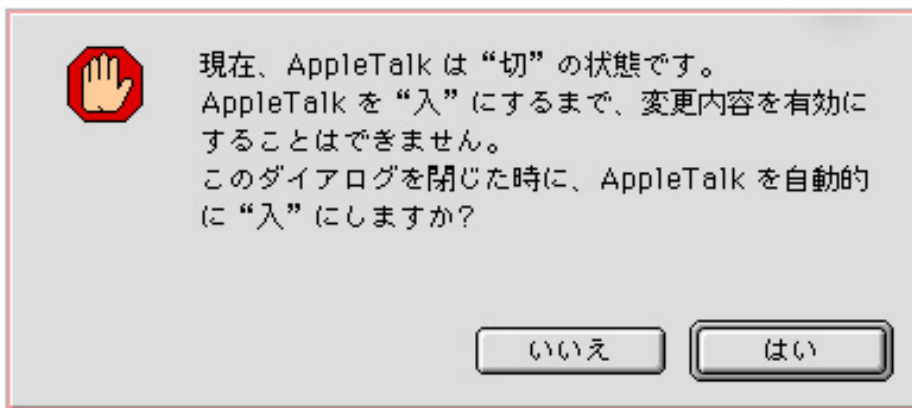 現在、AppleTalk は“切”の状態です。
AppleTalk を“入”にするまで、変更内容を有効に
することはできません。
このダイアログを閉じた時に、AppleTalk を自動的
に“入”にしますか?
いいえ
はい